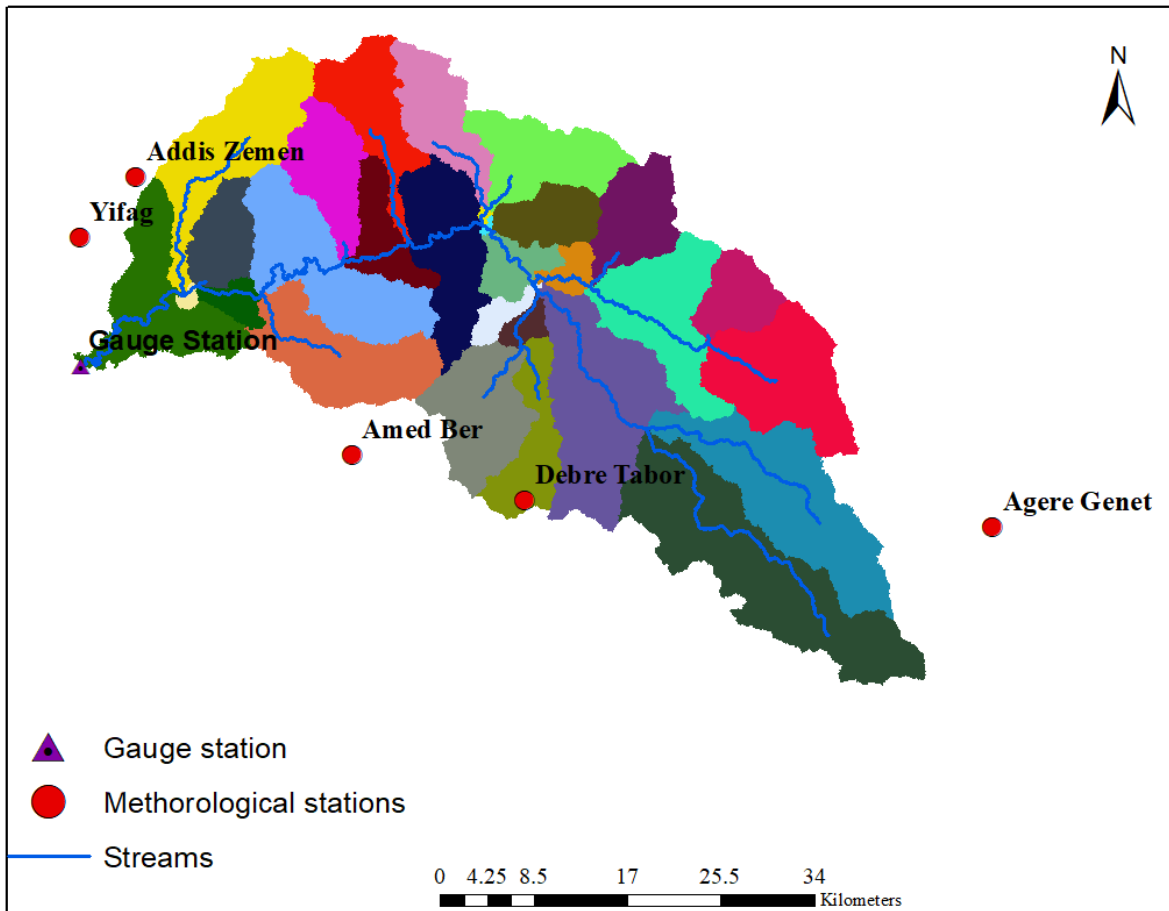 N
Addis Zemen
Yifag
Gauge Station
Amed Ber
Debre Tabor
Agere Genet
Gauge station
Methorological stations
Streams
0 4.25 8.5 17 25.5 34
Kilometers